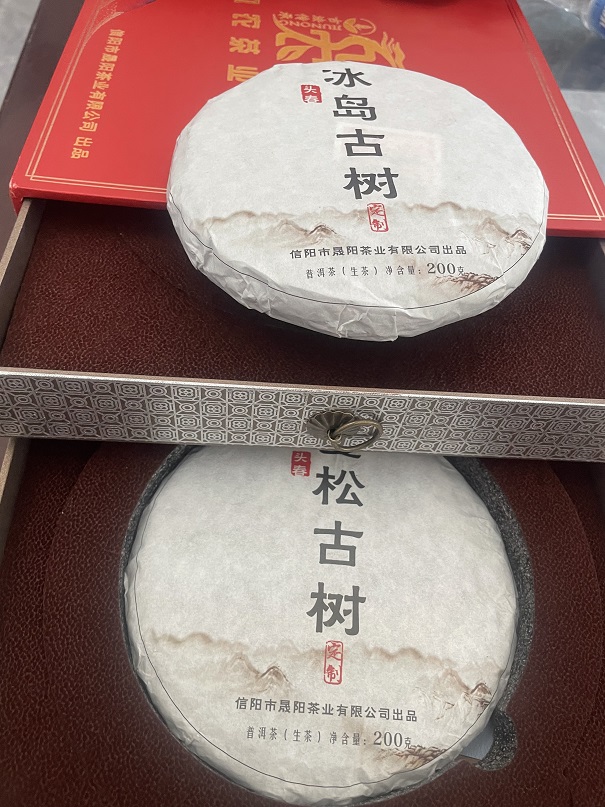 信阳市晟阳茶业有限公司 出品
农茶业
头春
冰岛古树
定制
信阳市晟阳茶业有限公司出品
普洱茶（生茶）净含量：200克
头春
松古树
定制
信阳市晟阳茶业有限公司出品
普洱茶（生茶）净含量：200克